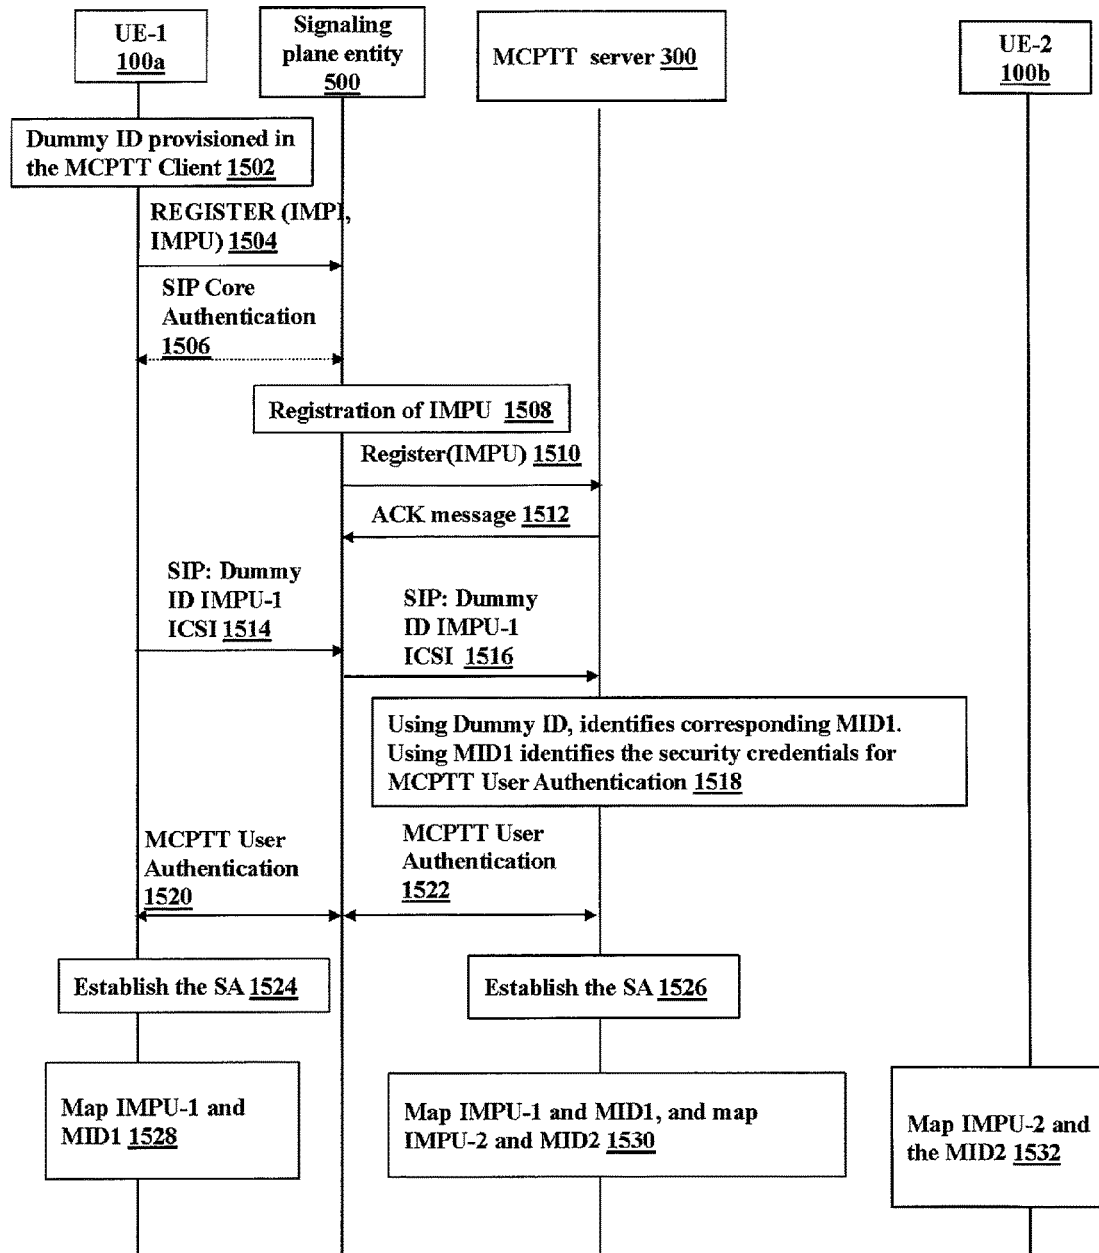 UE-1
100a
Signaling
plane entity
500
MCPTT server 300
UE-2
100b
Dummy ID provisioned in
the MCPTT Client 1502
REGISTER (IMPI,
IMPU) 1504
SIP Core
Authentication
1506
Registration of IMPU 1508
Register(IMPU) 1510
ACK message 1512
SIP: Dummy
ID IMPU-1
ICSI 1514
SIP: Dummy
ID IMPU-1
ICSI 1516
Using Dummy ID, identifies corresponding MID1.
Using MID1 identifies the security credentials for
MCPTT User Authentication 1518
MCPTT User
Authentication
1520
MCPTT User
Authentication
1522
Establish the SA 1524
Establish the SA 1526
Map IMPU-1 and
MID1 1528
Map IMPU-1 and MID1, and map
IMPU-2 and MID2 1530
Map IMPU-2 and
the MID2 1532